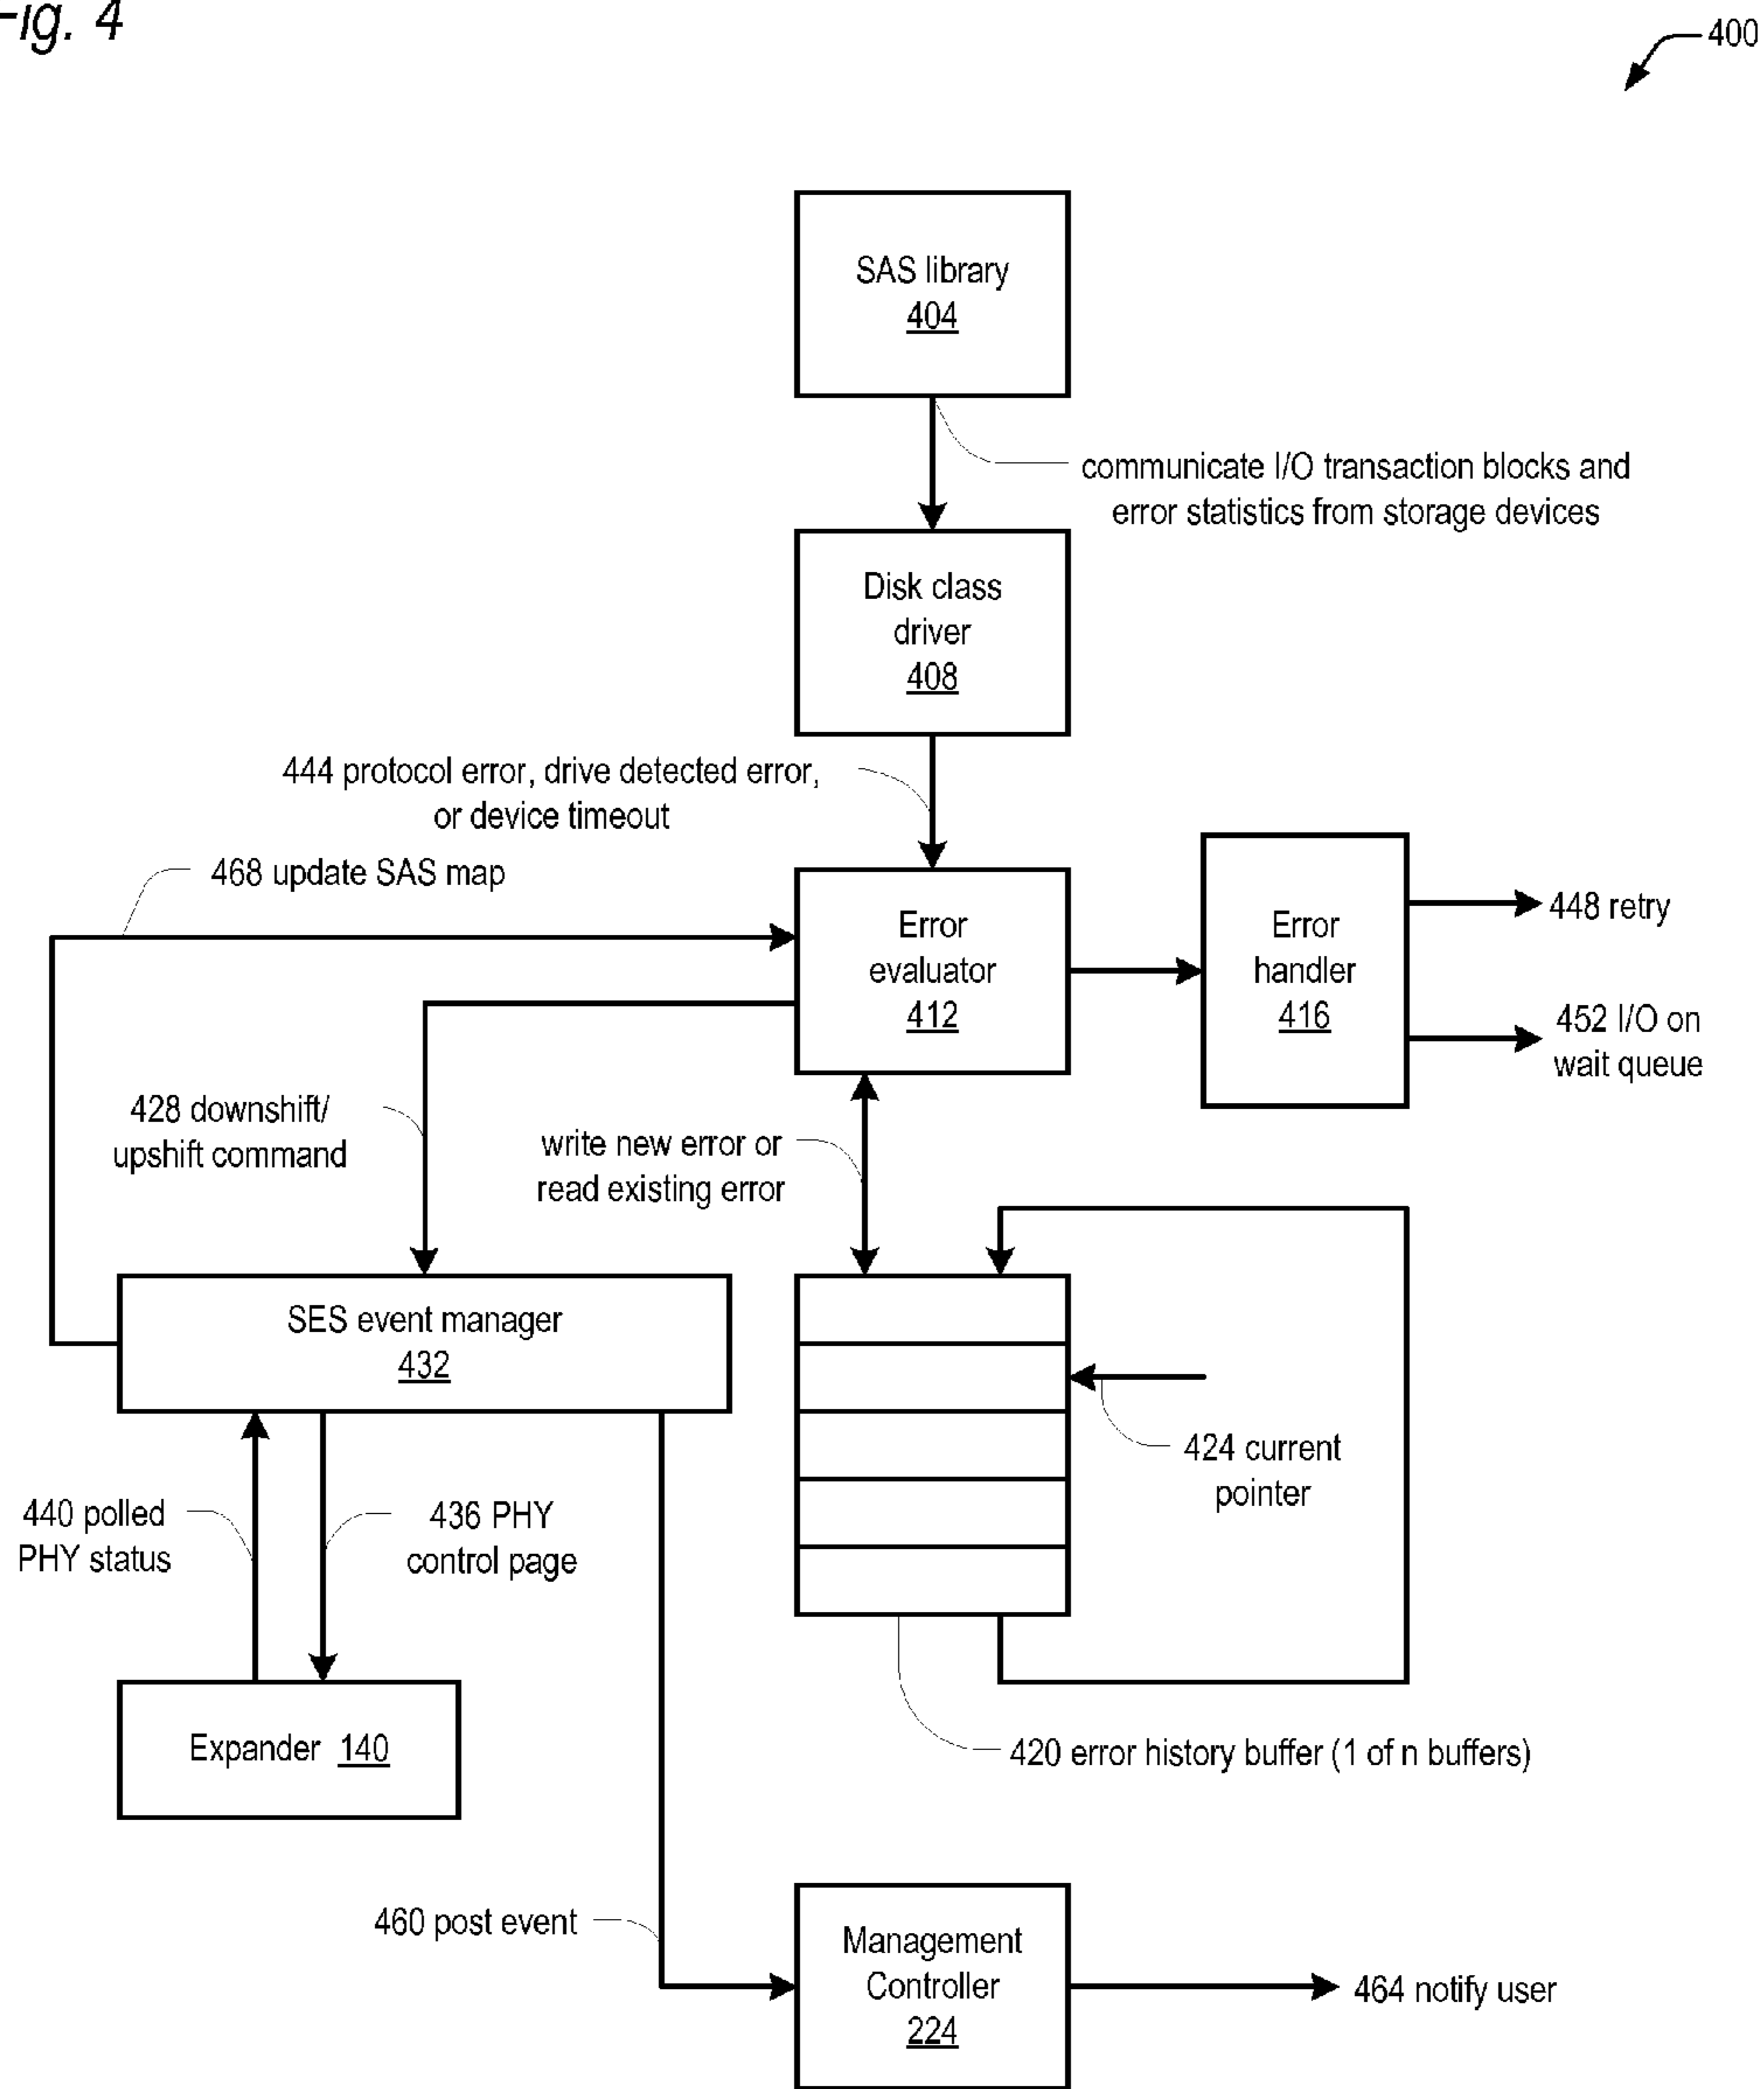 Fig. 4
400
SAS library
404
communicate I/O transaction blocks and
error statistics from storage devices
Disk class
driver
408
444 protocol error, drive detected error,
or device timeout
468 update SAS map
Error
evaluator
412
Error
handler
416
448 retry
452 I/O on
wait queue
428 downshift/
upshift command
write new error or
read existing error
SES event manager
432
424 current
pointer
440 polled
PHY status
436 PHY
control page
Expander 140
420 error history buffer (1 of n buffers)
460 post event
Management
Controller
224
464 notify user